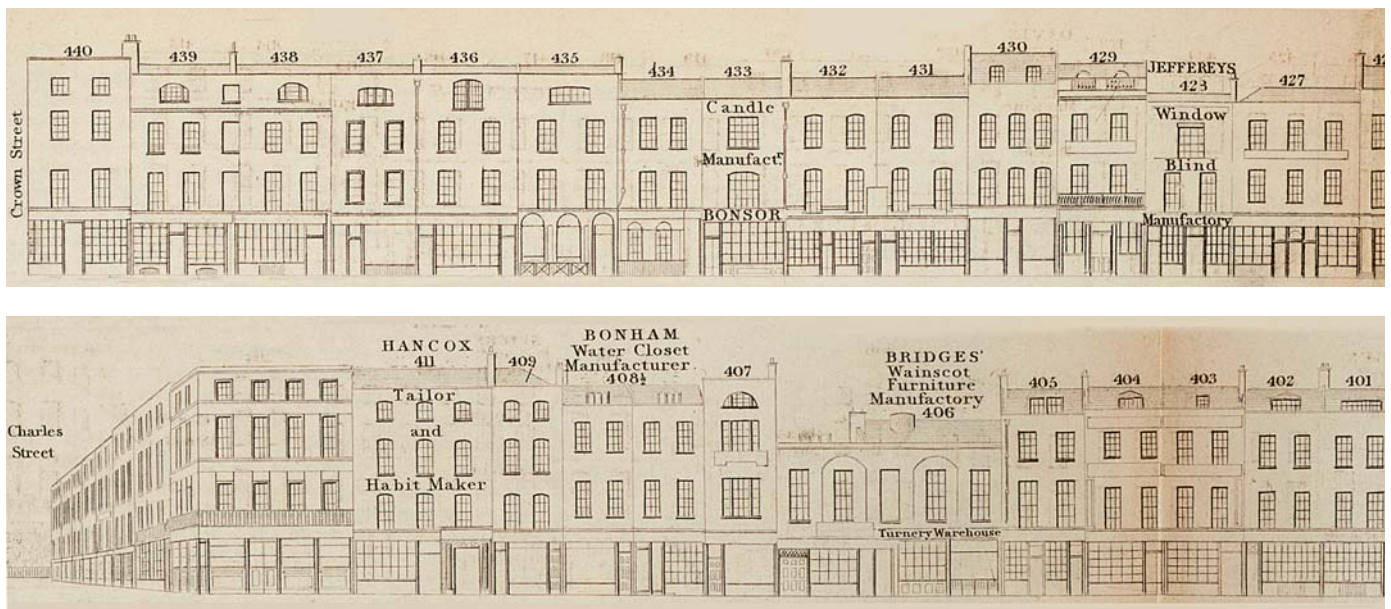 Crown Street
440
439
438
437
436
435
434
433
432
431
430
429
JEFFEREYS
428
427
Candle
Manufactr.
BONSOR
Window
Blind
Manufactory
Charles
Street
HANCOX
411
Tailor
and
Habit Maker
409
BONHAM
Water Closet
Manufacturer
408½
407
BRIDGES'
Wainscot
Furniture
Manufactory
406
Turnery Warehouse
405
404
403
402
401